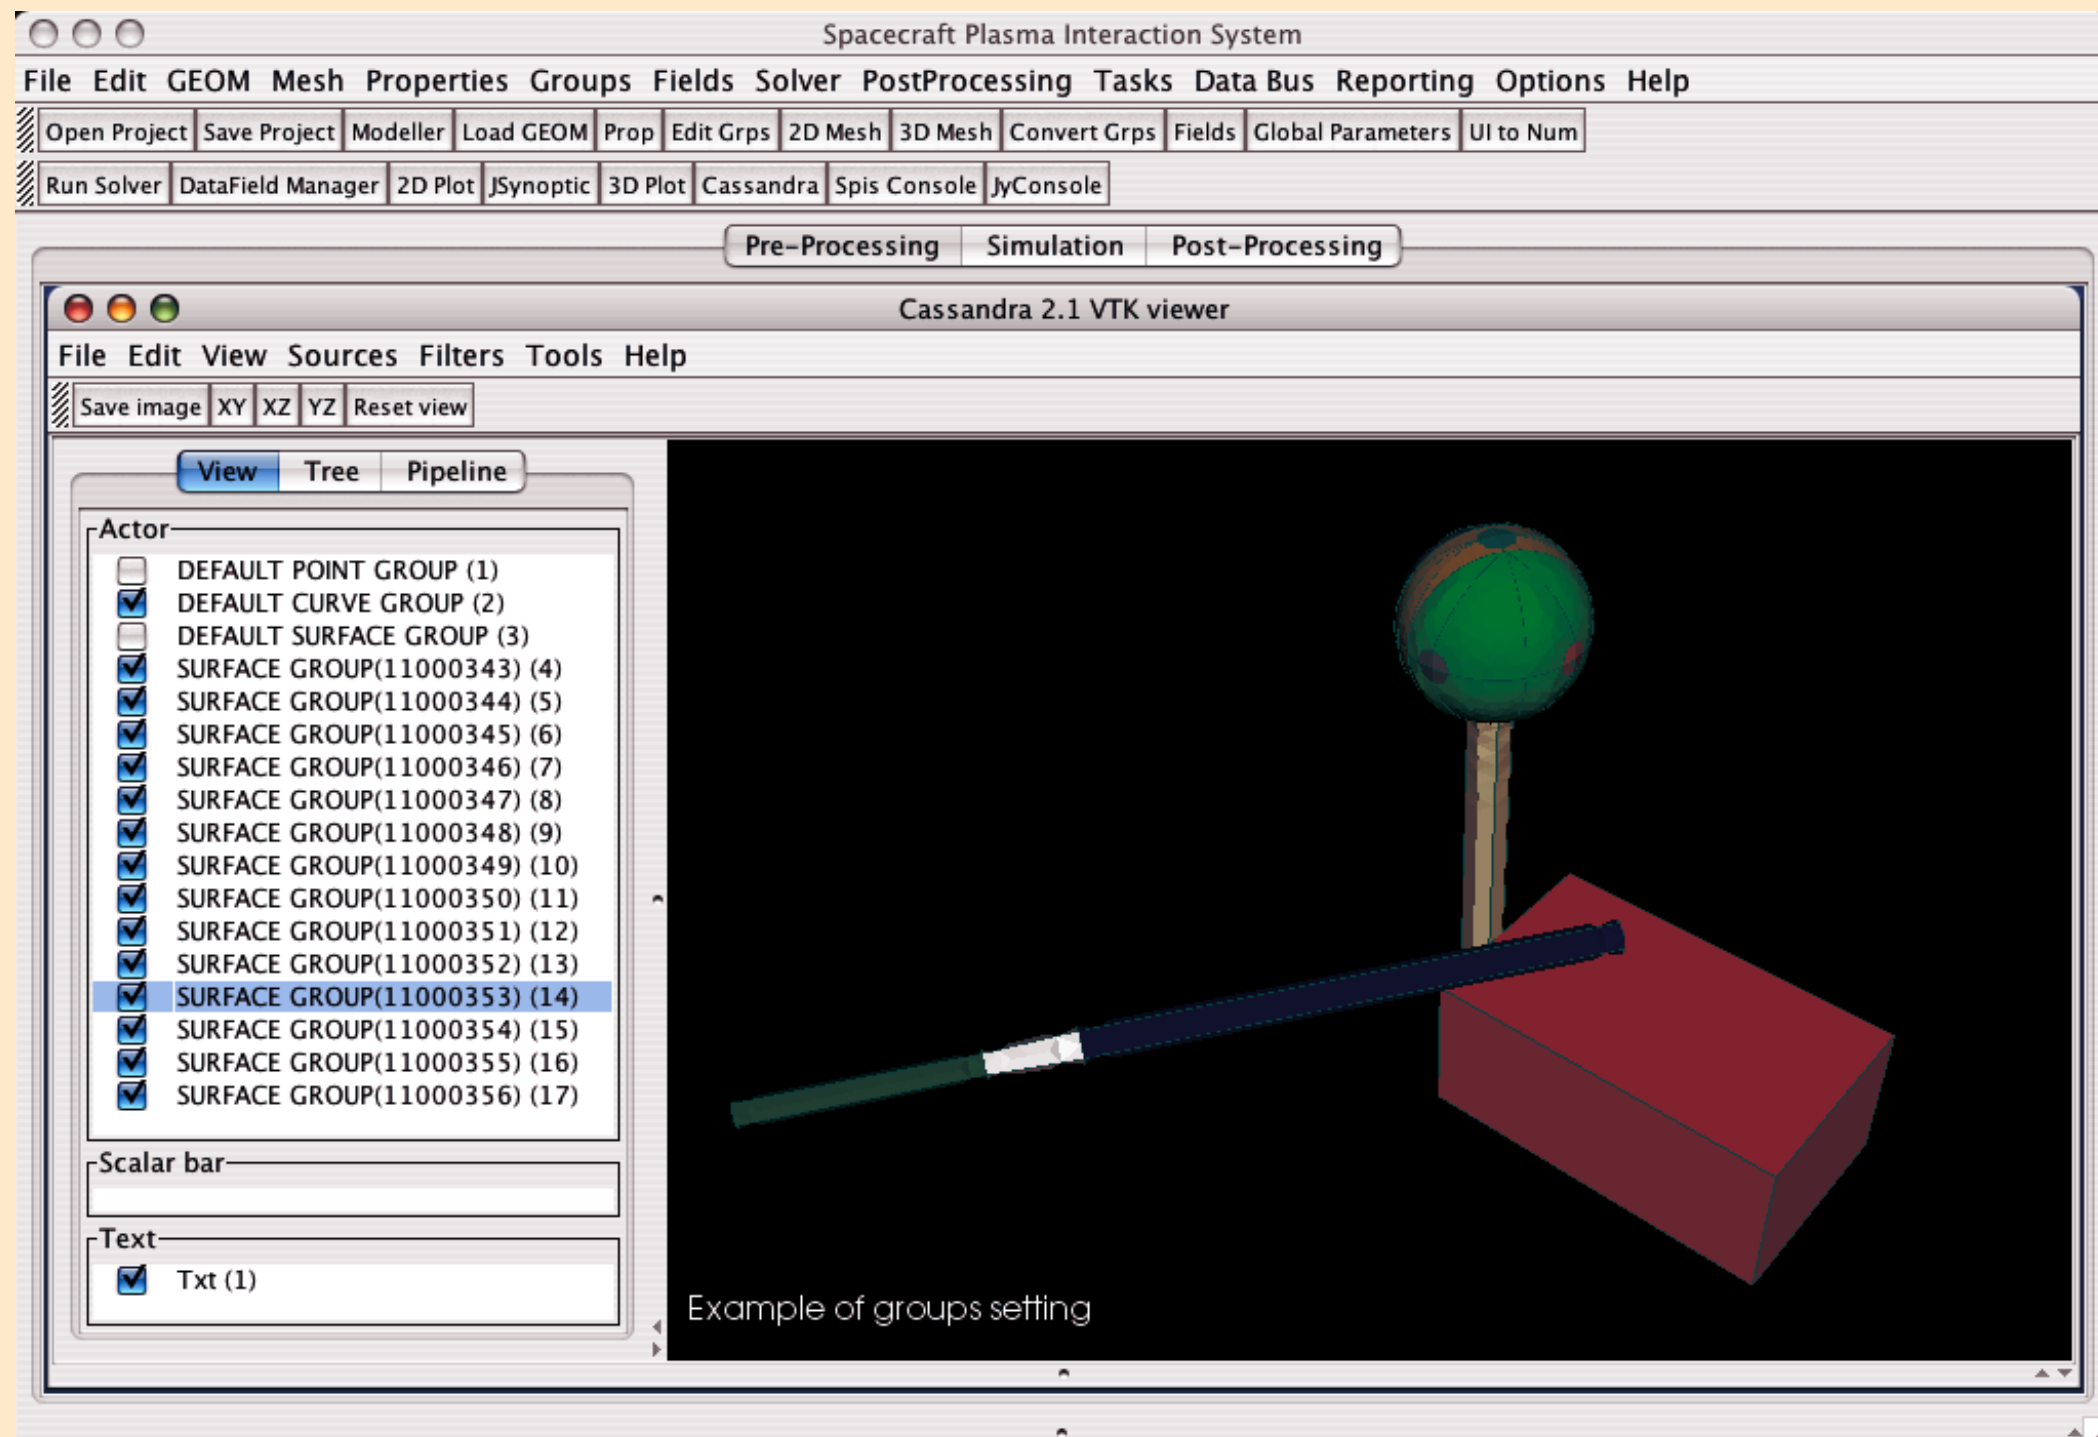 Spacecraft Plasma Interaction System
File Edit GEOM Mesh Properties Groups Fields Solver PostProcessing Tasks Data Bus Reporting Options Help
Open Project Save Project Modeller Load GEOM Prop Edit Grps 2D Mesh 3D Mesh Convert Grps Fields Global Parameters UI to Num
Run Solver DataField Manager 2D Plot JSynoptic 3D Plot Cassandra Spis Console JyConsole
Pre-Processing Simulation Post-Processing
Cassandra 2.1 VTK viewer
File Edit View Sources Filters Tools Help
Save image XY XZ YZ Reset view
View Tree Pipeline
Actor
DEFAULT POINT GROUP (1)
DEFAULT CURVE GROUP (2)
DEFAULT SURFACE GROUP (3)
SURFACE GROUP(11000343) (4)
SURFACE GROUP(11000344) (5)
SURFACE GROUP(11000345) (6)
SURFACE GROUP(11000346) (7)
SURFACE GROUP(11000347) (8)
SURFACE GROUP(11000348) (9)
SURFACE GROUP(11000349) (10)
SURFACE GROUP(11000350) (11)
SURFACE GROUP(11000351) (12)
SURFACE GROUP(11000352) (13)
SURFACE GROUP(11000353) (14)
SURFACE GROUP(11000354) (15)
SURFACE GROUP(11000355) (16)
SURFACE GROUP(11000356) (17)
Scalar bar
Text
Txt (1)
Example of groups setting